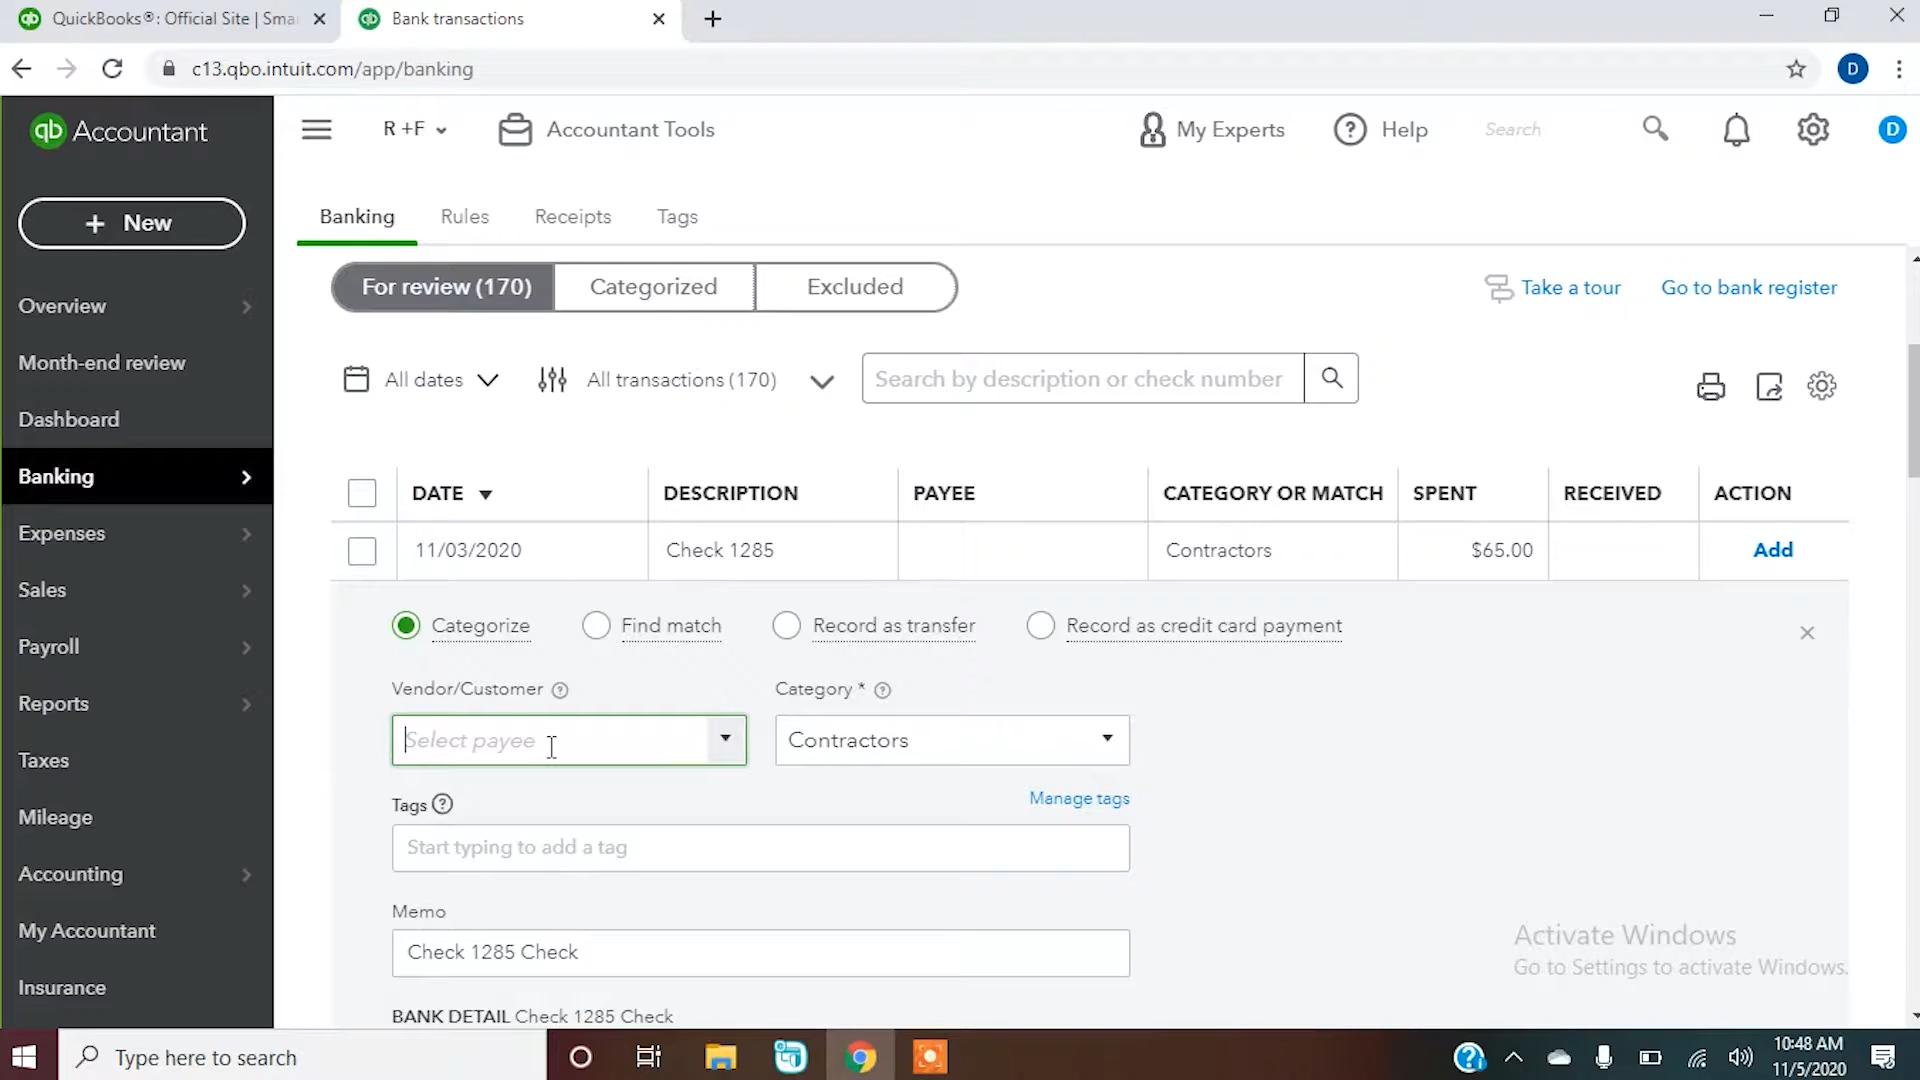 QuickBooks®: Official Site | Sma
Bank transactions
c13.qbo.intuit.com/app/banking
D
qb Accountant
R +F
Accountant Tools
My Experts
Help
Search
D
+ New
Banking
Rules
Receipts
Tags
For review (170)
Categorized
Excluded
Take a tour
Go to bank register
Overview
Month-end review
Dashboard
Banking
Expenses
Sales
Payroll
Reports
Taxes
Mileage
Accounting
My Accountant
Insurance
All dates
All transactions (170)
Search by description or check number
DATE
DESCRIPTION
PAYEE
CATEGORY OR MATCH
SPENT
RECEIVED
ACTION
11/03/2020
Check 1285
Contractors
$65.00
Add
Categorize
Find match
Record as transfer
Record as credit card payment
Vendor/Customer
Category *
Select payee
Contractors
Tags
Manage tags
Start typing to add a tag
Memo
Check 1285 Check
BANK DETAIL Check 1285 Check
Activate Windows
Go to Settings to activate Windows.
Type here to search
10:48 AM
11/5/2020